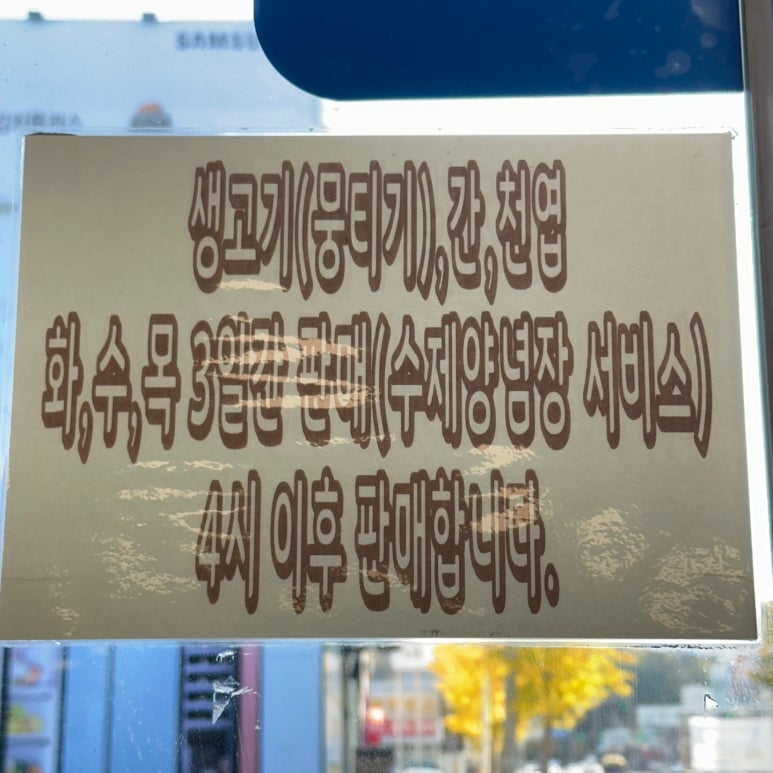 생고기(뭉티기),간,천엽
화,수,목 3일간 판매(수제양념장 서비스)
4시 이후 판매합니다.